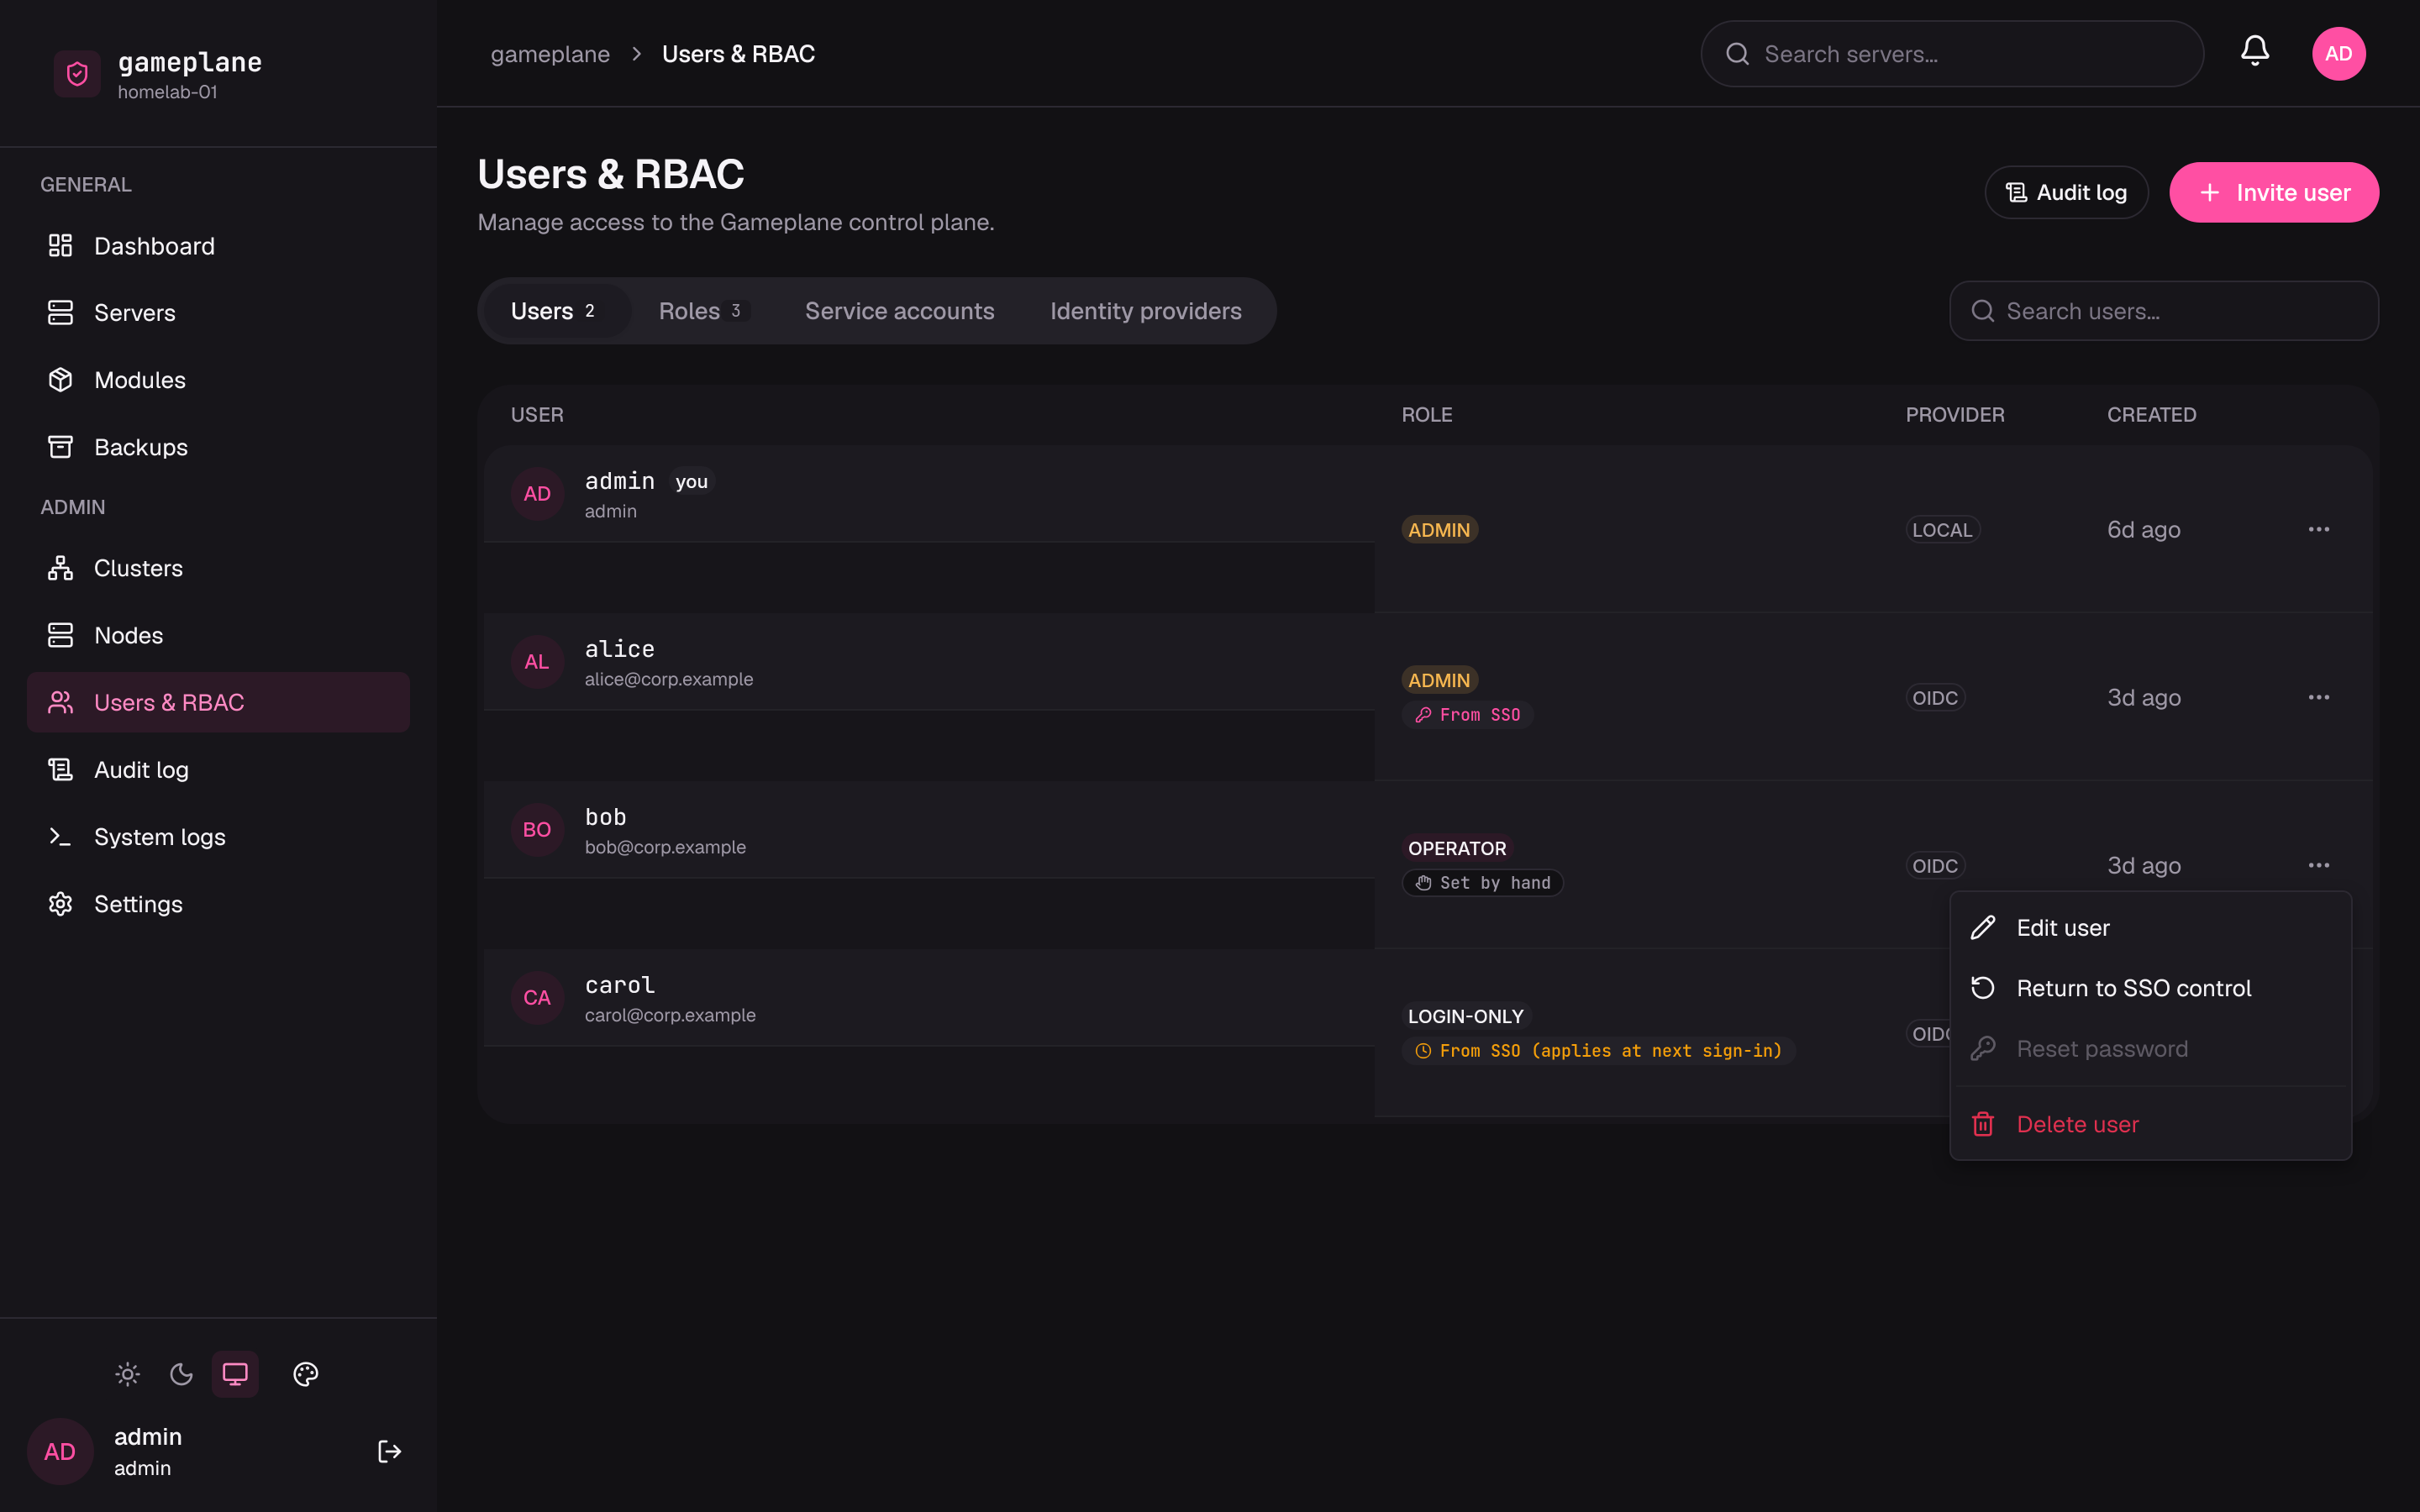 gameplane
homelab-01
GENERAL
Dashboard
Servers
Modules
Backups
ADMIN
Clusters
Nodes
Users & RBAC
Audit log
System logs
Settings
AD
admin
admin
gameplane > Users & RBAC
Search servers...
AD
Users & RBAC
Manage access to the Gameplane control plane.
Audit log
Invite user
Users 2
Roles 3
Service accounts
Identity providers
Search users...
USER ROLE PROVIDER CREATED
AD
admin you
admin
ADMIN
LOCAL
6d ago
AL
alice
alice@corp.example
ADMIN
From SSO
OIDC
3d ago
BO
bob
bob@corp.example
OPERATOR
Set by hand
OIDC
3d ago
CA
carol
carol@corp.example
LOGIN-ONLY
From SSO (applies at next sign-in)
Edit user
Return to SSO control
Reset password
Delete user